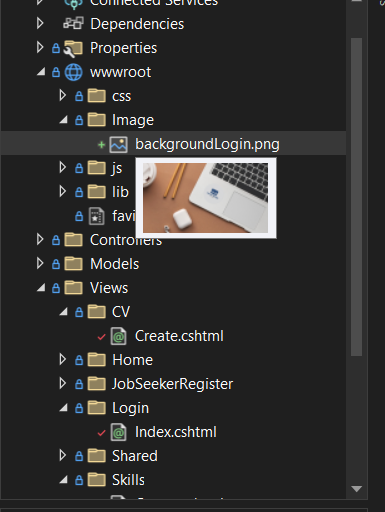 Connected Services
Dependencies
Properties
wwwroot
css
Image
backgroundLogin.png
js
lib
favi
Controllers
Models
Views
CV
Create.cshtml
Home
JobSeekerRegister
Login
Index.cshtml
Shared
Skills